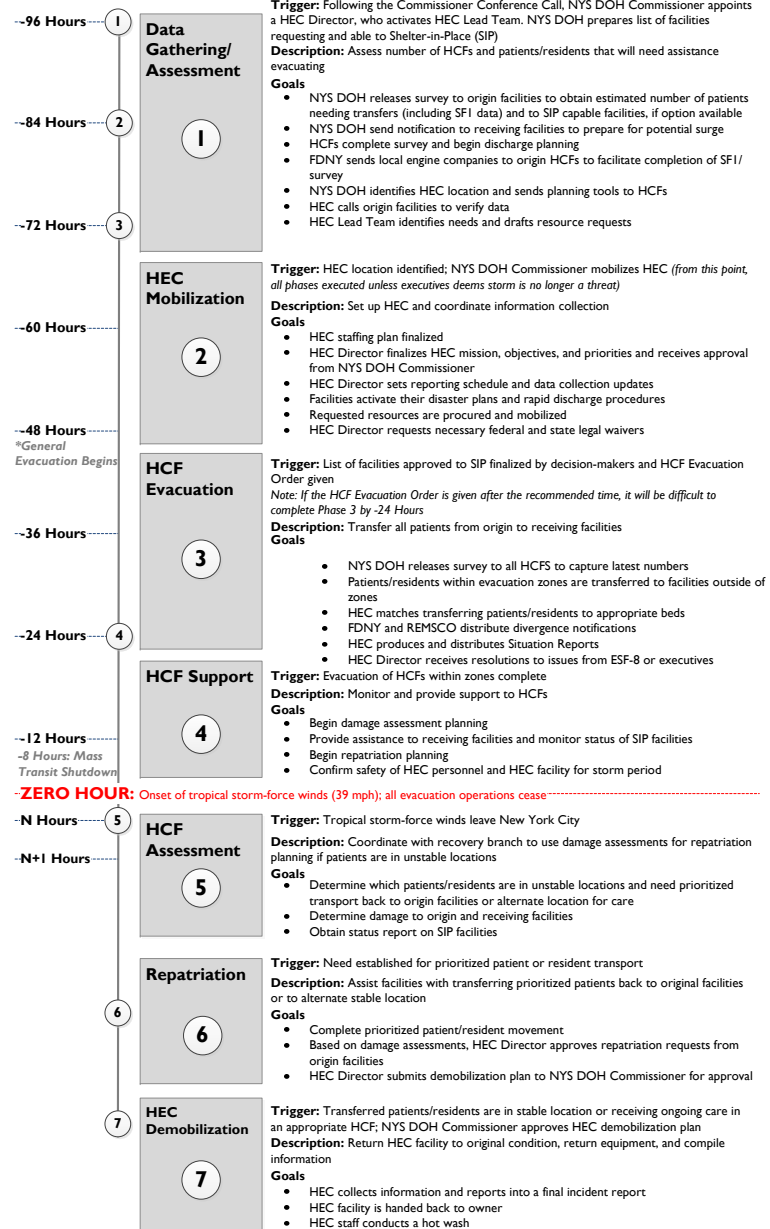 Trigger: Following the Commissioner Conference Call, NYS DOH Commissioner appoints
a HEC Director, who activates HEC Lead Team. NYS DOH prepares list of facilities
requesting and able to Shelter-in-Place (SIP)
-96 Hours
1
Data
Gathering/
Assessment
1
Description: Assess number of HCFs and patients/residents that will need assistance
evacuating
Goals
• NYS DOH releases survey to origin facilities to obtain estimated number of patients
needing transfers (including SF1 data) and to SIP capable facilities, if option available
• NYS DOH send notification to receiving facilities to prepare for potential surge
• HCFs complete survey and begin discharge planning
• FDNY sends local engine companies to origin HCFs to facilitate completion of SF1/
survey
• NYS DOH identifies HEC location and sends planning tools to HCFs
• HEC calls origin facilities to verify data
• HEC Lead Team identifies needs and drafts resource requests
-84 Hours
2
-72 Hours
3
HEC
Mobilization
2
Trigger: HEC location identified; NYS DOH Commissioner mobilizes HEC (from this point,
all phases executed unless executives deems storm is no longer a threat)
Description: Set up HEC and coordinate information collection
Goals
• HEC staffing plan finalized
• HEC Director finalizes HEC mission, objectives, and priorities and receives approval
from NYS DOH Commissioner
• HEC Director sets reporting schedule and data collection updates
• Facilities activate their disaster plans and rapid discharge procedures
• Requested resources are procured and mobilized
• HEC Director requests necessary federal and state legal waivers
-60 Hours
-48 Hours
*General
Evacuation Begins
HCF
Evacuation
3
Trigger: List of facilities approved to SIP finalized by decision-makers and HCF Evacuation
Order given
Note: If the HCF Evacuation Order is given after the recommended time, it will be difficult to
complete Phase 3 by -24 Hours
Description: Transfer all patients from origin to receiving facilities
Goals
• NYS DOH releases survey to all HCFS to capture latest numbers
• Patients/residents within evacuation zones are transferred to facilities outside of
zones
• HEC matches transferring patients/residents to appropriate beds
• FDNY and REMSCO distribute divergence notifications
• HEC produces and distributes Situation Reports
• HEC Director receives resolutions to issues from ESF-8 or executives
-36 Hours
-24 Hours
4
HCF Support
4
Trigger: Evacuation of HCFs within zones complete
Description: Monitor and provide support to HCFs
Goals
• Begin damage assessment planning
• Provide assistance to receiving facilities and monitor status of SIP facilities
• Begin repatriation planning
• Confirm safety of HEC personnel and HEC facility for storm period
-12 Hours
-8 Hours: Mass
Transit Shutdown
ZERO HOUR: Onset of tropical storm-force winds (39 mph); all evacuation operations cease
N Hours
5
N+1 Hours
HCF
Assessment
5
Trigger: Tropical storm-force winds leave New York City
Description: Coordinate with recovery branch to use damage assessments for repatriation
planning if patients are in unstable locations
Goals
• Determine which patients/residents are in unstable locations and need prioritized
transport back to origin facilities or alternate location for care
• Determine damage to origin and receiving facilities
• Obtain status report on SIP facilities
6
Repatriation
6
Trigger: Need established for prioritized patient or resident transport
Description: Assist facilities with transferring prioritized patients back to original facilities
or to alternate stable location
Goals
• Complete prioritized patient/resident movement
• Based on damage assessments, HEC Director approves repatriation requests from
origin facilities
• HEC Director submits demobilization plan to NYS DOH Commissioner for approval
7
HEC
Demobilization
7
Trigger: Transferred patients/residents are in stable location or receiving ongoing care in
an appropriate HCF; NYS DOH Commissioner approves HEC demobilization plan
Description: Return HEC facility to original condition, return equipment, and compile
information
Goals
• HEC collects information and reports into a final incident report
• HEC facility is handed back to owner
• HEC staff conducts a hot wash